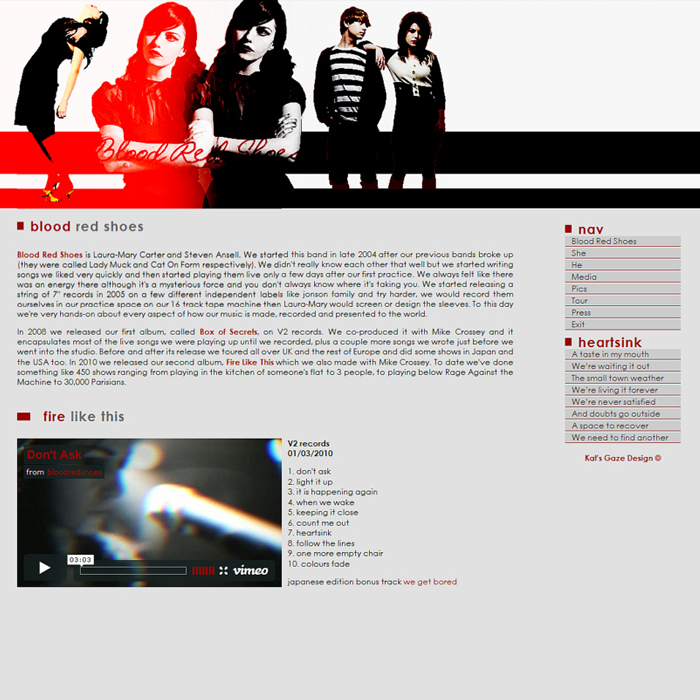 Blood Red Shoes
blood red shoes
Blood Red Shoes is Laura-Mary Carter and Steven Ansell. We started this band in late 2004 after our previous bands broke up
(they were called Lady Muck and Cat On Form respectively). We didn't really know each other that well but we started writing
songs we liked very quickly and then started playing them live only a few days after our first practice. We always felt like there
was an energy there although it's a mysterious force and you don't always know where it's taking you. We started releasing a
string of 7" records in 2005 on a few different independent labels like jonson family and try harder, we would record them
ourselves in our practice space on our 16 track tape machine then Laura-Mary would screen or design the sleeves. To this day
we're very hands-on about every aspect of how our music is made, recorded and presented to the world.
In 2008 we released our first album, called Box of Secrets, on V2 records. We co-produced it with Mike Crossey and it
encapsulates most of the live songs we were playing up until we recorded, plus a couple more songs we wrote just before we
went into the studio. Before and after its release we toured all over UK and the rest of Europe and did some shows in Japan and
the USA too. In 2010 we released our second album, Fire Like This which we also made with Mike Crossey. To date we've done
something like 450 shows ranging from playing in the kitchen of someone's flat to 3 people, to playing below Rage Against the
Machine to 30,000 Parisians.
fire like this
Don't Ask
from bloodredshoes
03:03
vimeo
V2 records
01/03/2010
1. don't ask
2. light it up
3. it is happening again
4. when we wake
5. keeping it close
6. count me out
7. heartsink
8. follow the lines
9. one more empty chair
10. colours fade
japanese edition bonus track we get bored
nav
Blood Red Shoes
She
He
Media
Pics
Tour
Press
Exit
heartsink
A taste in my mouth
We're waiting it out
The small town weather
We're living it forever
We're never satisfied
And doubts go outside
A space to recover
We need to find another
Kat's Gaze Design ©